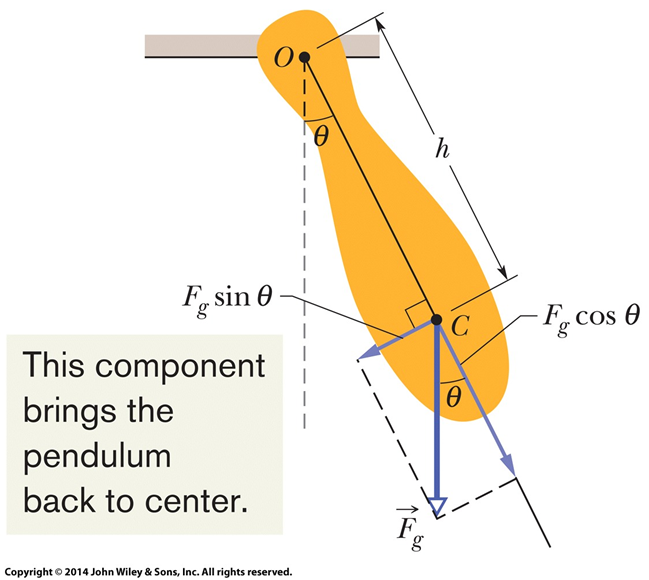 O
θ
h
F_g sin θ
C
F_g cos θ
θ
This component
brings the
pendulum
back to center.
F⃗_g
Copyright © 2014 John Wiley & Sons, Inc. All rights reserved.